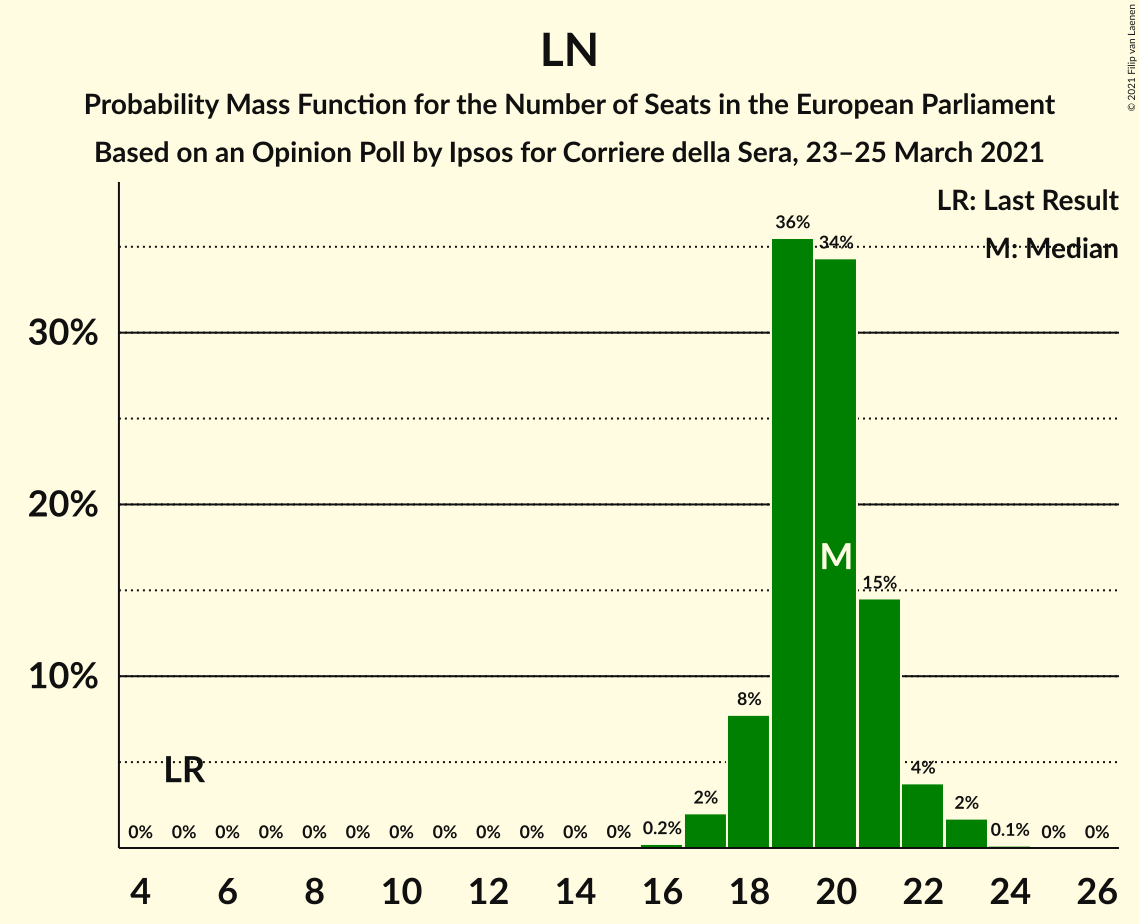 LN
Probability Mass Function for the Number of Seats in the European Parliament
Based on an Opinion Poll by Ipsos for Corriere della Sera, 23–25 March 2021
© 2021 Filip van Laenen
LR: Last Result
M: Median
36%
34%
30%
20%
M
15%
10%
8%
LR
4%
2%
2%
0% 0% 0% 0% 0% 0% 0% 0% 0% 0% 0% 0% 0.2% 0.1% 0% 0%
4 6 8 10 12 14 16 18 20 22 24 26